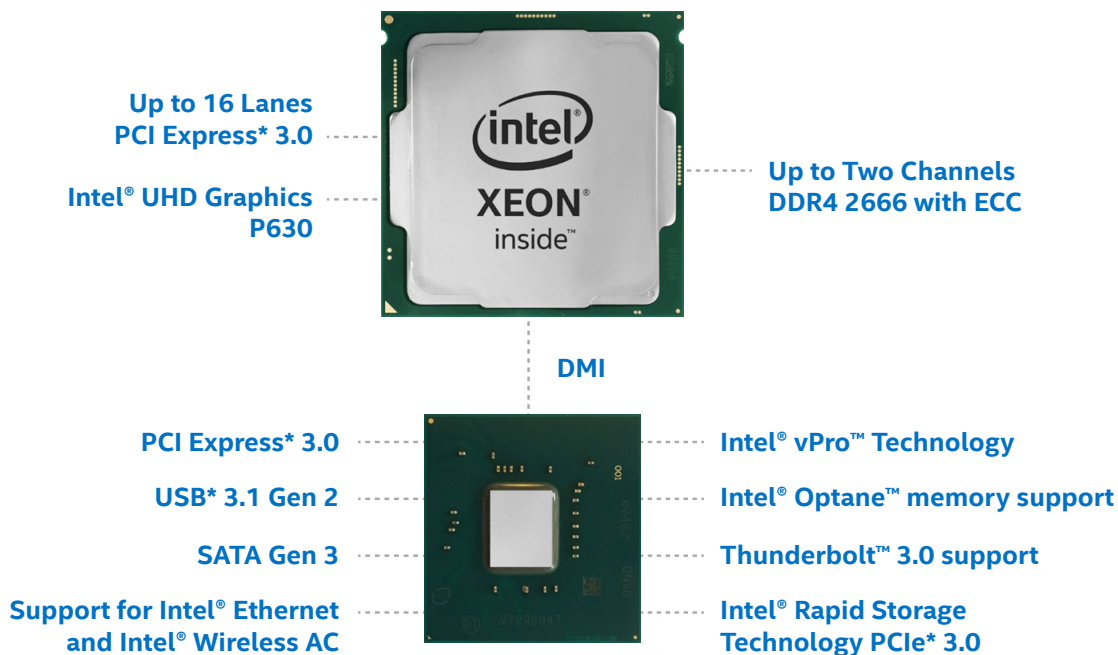 Up to 16 Lanes
PCI Express* 3.0
Intel® UHD Graphics
P630
intel®
XEON®
inside™
Up to Two Channels
DDR4 2666 with ECC
DMI
PCI Express* 3.0
USB* 3.1 Gen 2
SATA Gen 3
Support for Intel® Ethernet
and Intel® Wireless AC
Intel® vPro™ Technology
Intel® Optane™ memory support
Thunderbolt™ 3.0 support
Intel® Rapid Storage
Technology PCIe* 3.0